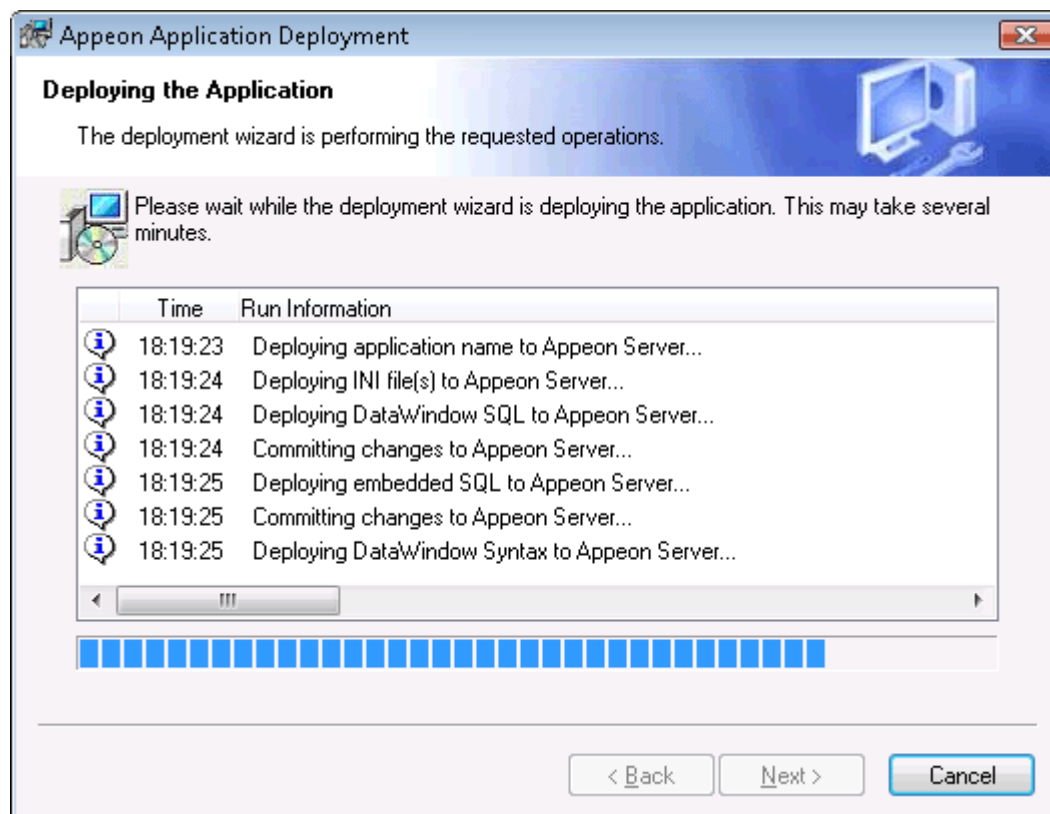 Appeon Application Deployment
Deploying the Application
The deployment wizard is performing the requested operations.
Please wait while the deployment wizard is deploying the application. This may take several
minutes.
Time Run Information
18:19:23 Deploying application name to Appeon Server...
18:19:24 Deploying INI file(s) to Appeon Server...
18:19:24 Deploying DataWindow SQL to Appeon Server...
18:19:24 Committing changes to Appeon Server...
18:19:25 Deploying embedded SQL to Appeon Server...
18:19:25 Committing changes to Appeon Server...
18:19:25 Deploying DataWindow Syntax to Appeon Server...
< Back Next > Cancel